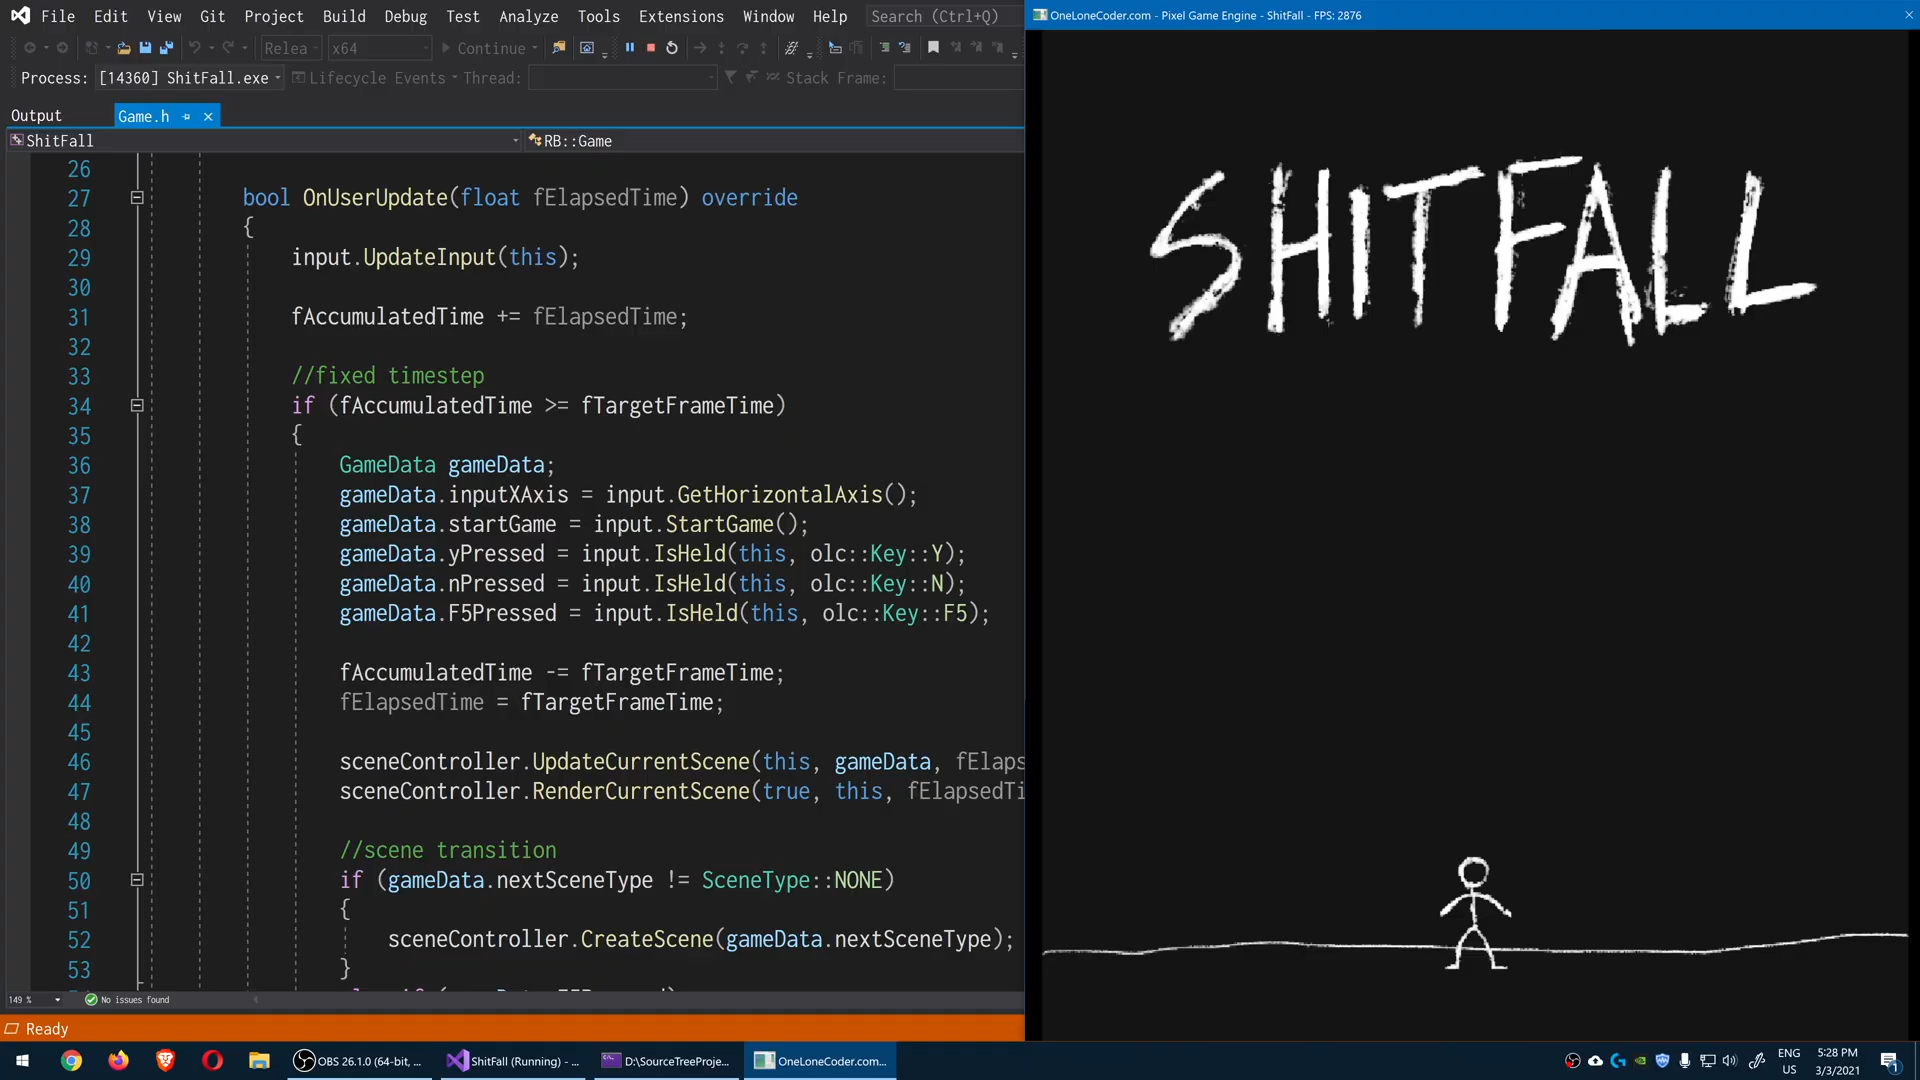 File Edit View Git Project Build Debug Test Analyze Tools Extensions Window Help Search (Ctrl+Q)
OneLoneCoder.com - Pixel Game Engine - ShitFall - FPS: 2876
Relea x64 Continue
Process: [14360] ShitFall.exe Lifecycle Events Thread: Stack Frame:
Output Game.h
ShitFall RB::Game
26
27 bool OnUserUpdate(float fElapsedTime) override
28 {
29 input.UpdateInput(this);
30
31 fAccumulatedTime += fElapsedTime;
32
33 //fixed timestep
34 if (fAccumulatedTime >= fTargetFrameTime)
35 {
36 GameData gameData;
37 gameData.inputXAxis = input.GetHorizontalAxis();
38 gameData.startGame = input.StartGame();
39 gameData.yPressed = input.IsHeld(this, olc::Key::Y);
40 gameData.nPressed = input.IsHeld(this, olc::Key::N);
41 gameData.F5Pressed = input.IsHeld(this, olc::Key::F5);
42
43 fAccumulatedTime -= fTargetFrameTime;
44 fElapsedTime = fTargetFrameTime;
45
46 sceneController.UpdateCurrentScene(this, gameData, fElaps
47 sceneController.RenderCurrentScene(true, this, fElapsedTi
48
49 //scene transition
50 if (gameData.nextSceneType != SceneType::NONE)
51 {
52 sceneController.CreateScene(gameData.nextSceneType);
53 }
149 % No issues found
Ready
SHITFALL
OBS 26.1.0 (64-bit, ... ShitFall (Running) - ... D:\SourceTreeProje... OneLoneCoder.com...
ENG
US
5:28 PM
3/3/2021
1